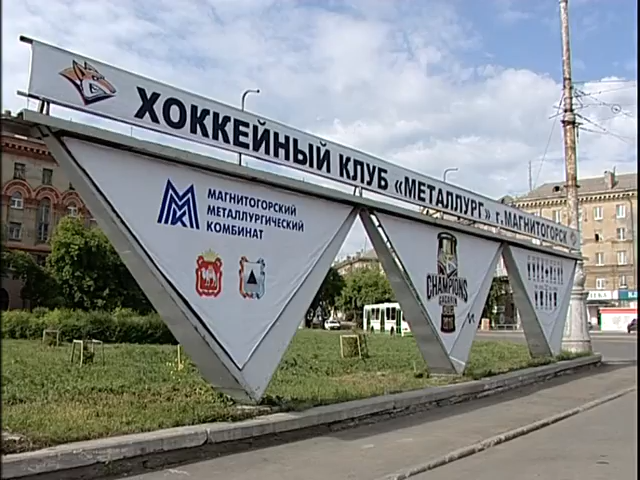 ХОККЕЙНЫЙ КЛУБ «МЕТАЛЛУРГ» г.МАГНИТОГОРСК
МАГНИТОГОРСКИЙ
МЕТАЛЛУРГИЧЕСКИЙ
КОМБИНАТ
CHAMPIONS